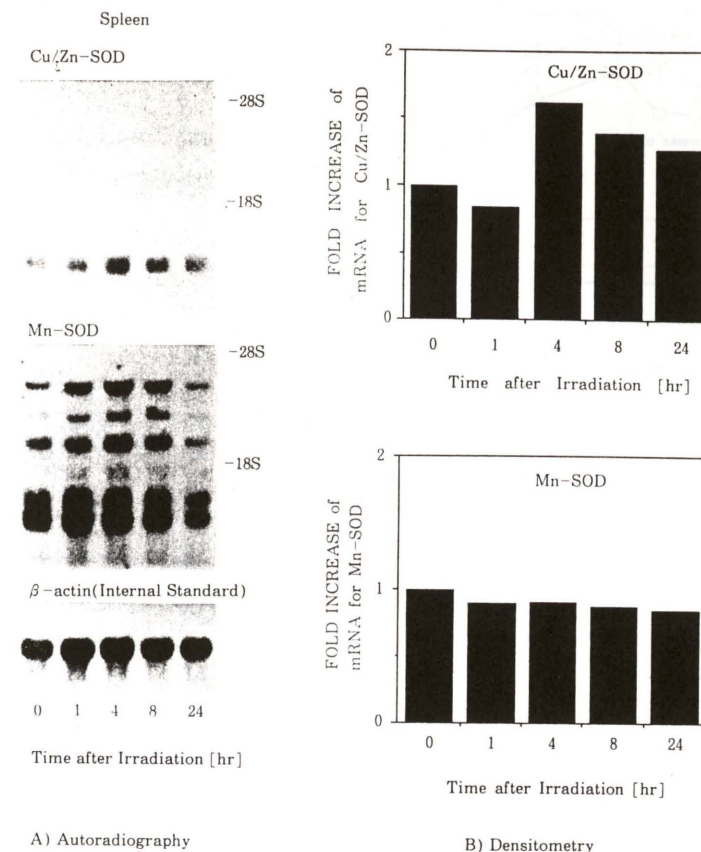 Spleen
Cu/Zn-SOD
-28S
-18S
Mn-SOD
-28S
-18S
β-actin(Internal Standard)
0 1 4 8 24
Time after Irradiation [hr]
A) Autoradiography
2
1
0
FOLD INCREASE of
mRNA for Cu/Zn-SOD
Cu/Zn-SOD
0 1 4 8 24
Time after Irradiation [hr]
2
1
0
FOLD INCREASE of
mRNA for Mn-SOD
Mn-SOD
0 1 4 8 24
Time after Irradiation [hr]
B) Densitometry